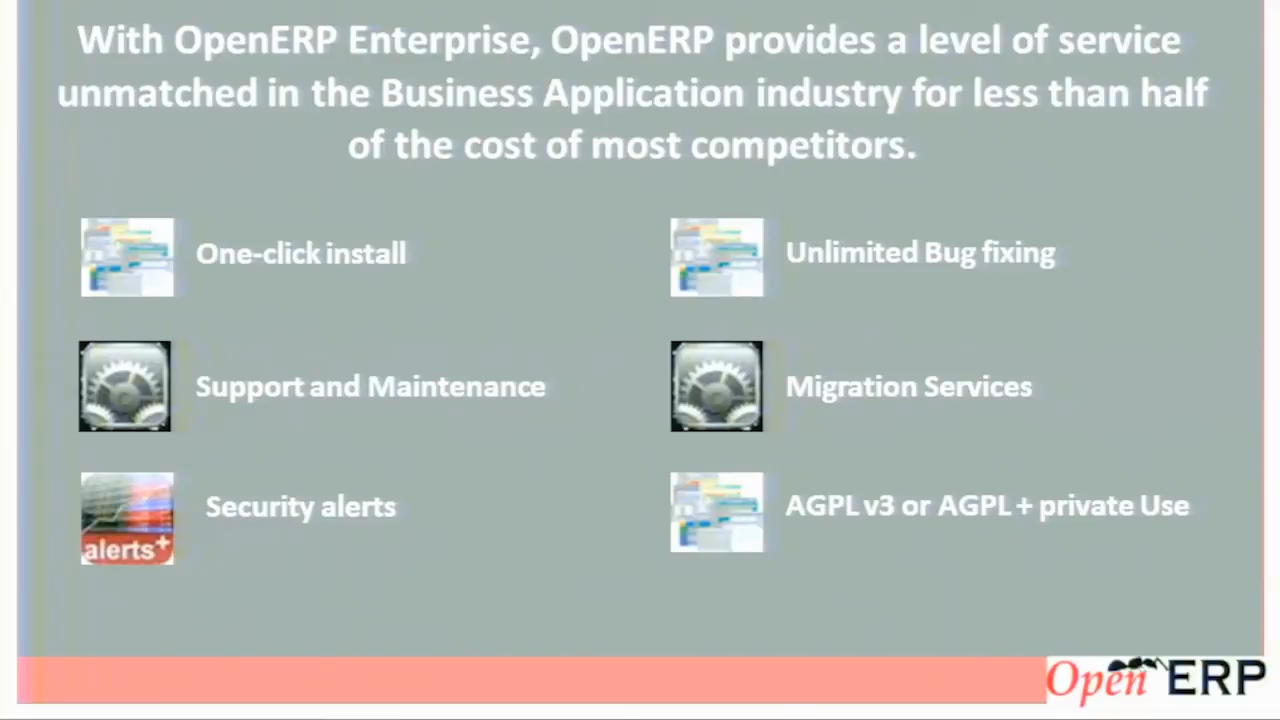 With OpenERP Enterprise, OpenERP provides a level of service
unmatched in the Business Application industry for less than half
of the cost of most competitors.
One-click install
Unlimited Bug fixing
Support and Maintenance
Migration Services
Security alerts
AGPL v3 or AGPL + private Use
alerts+
Open ERP